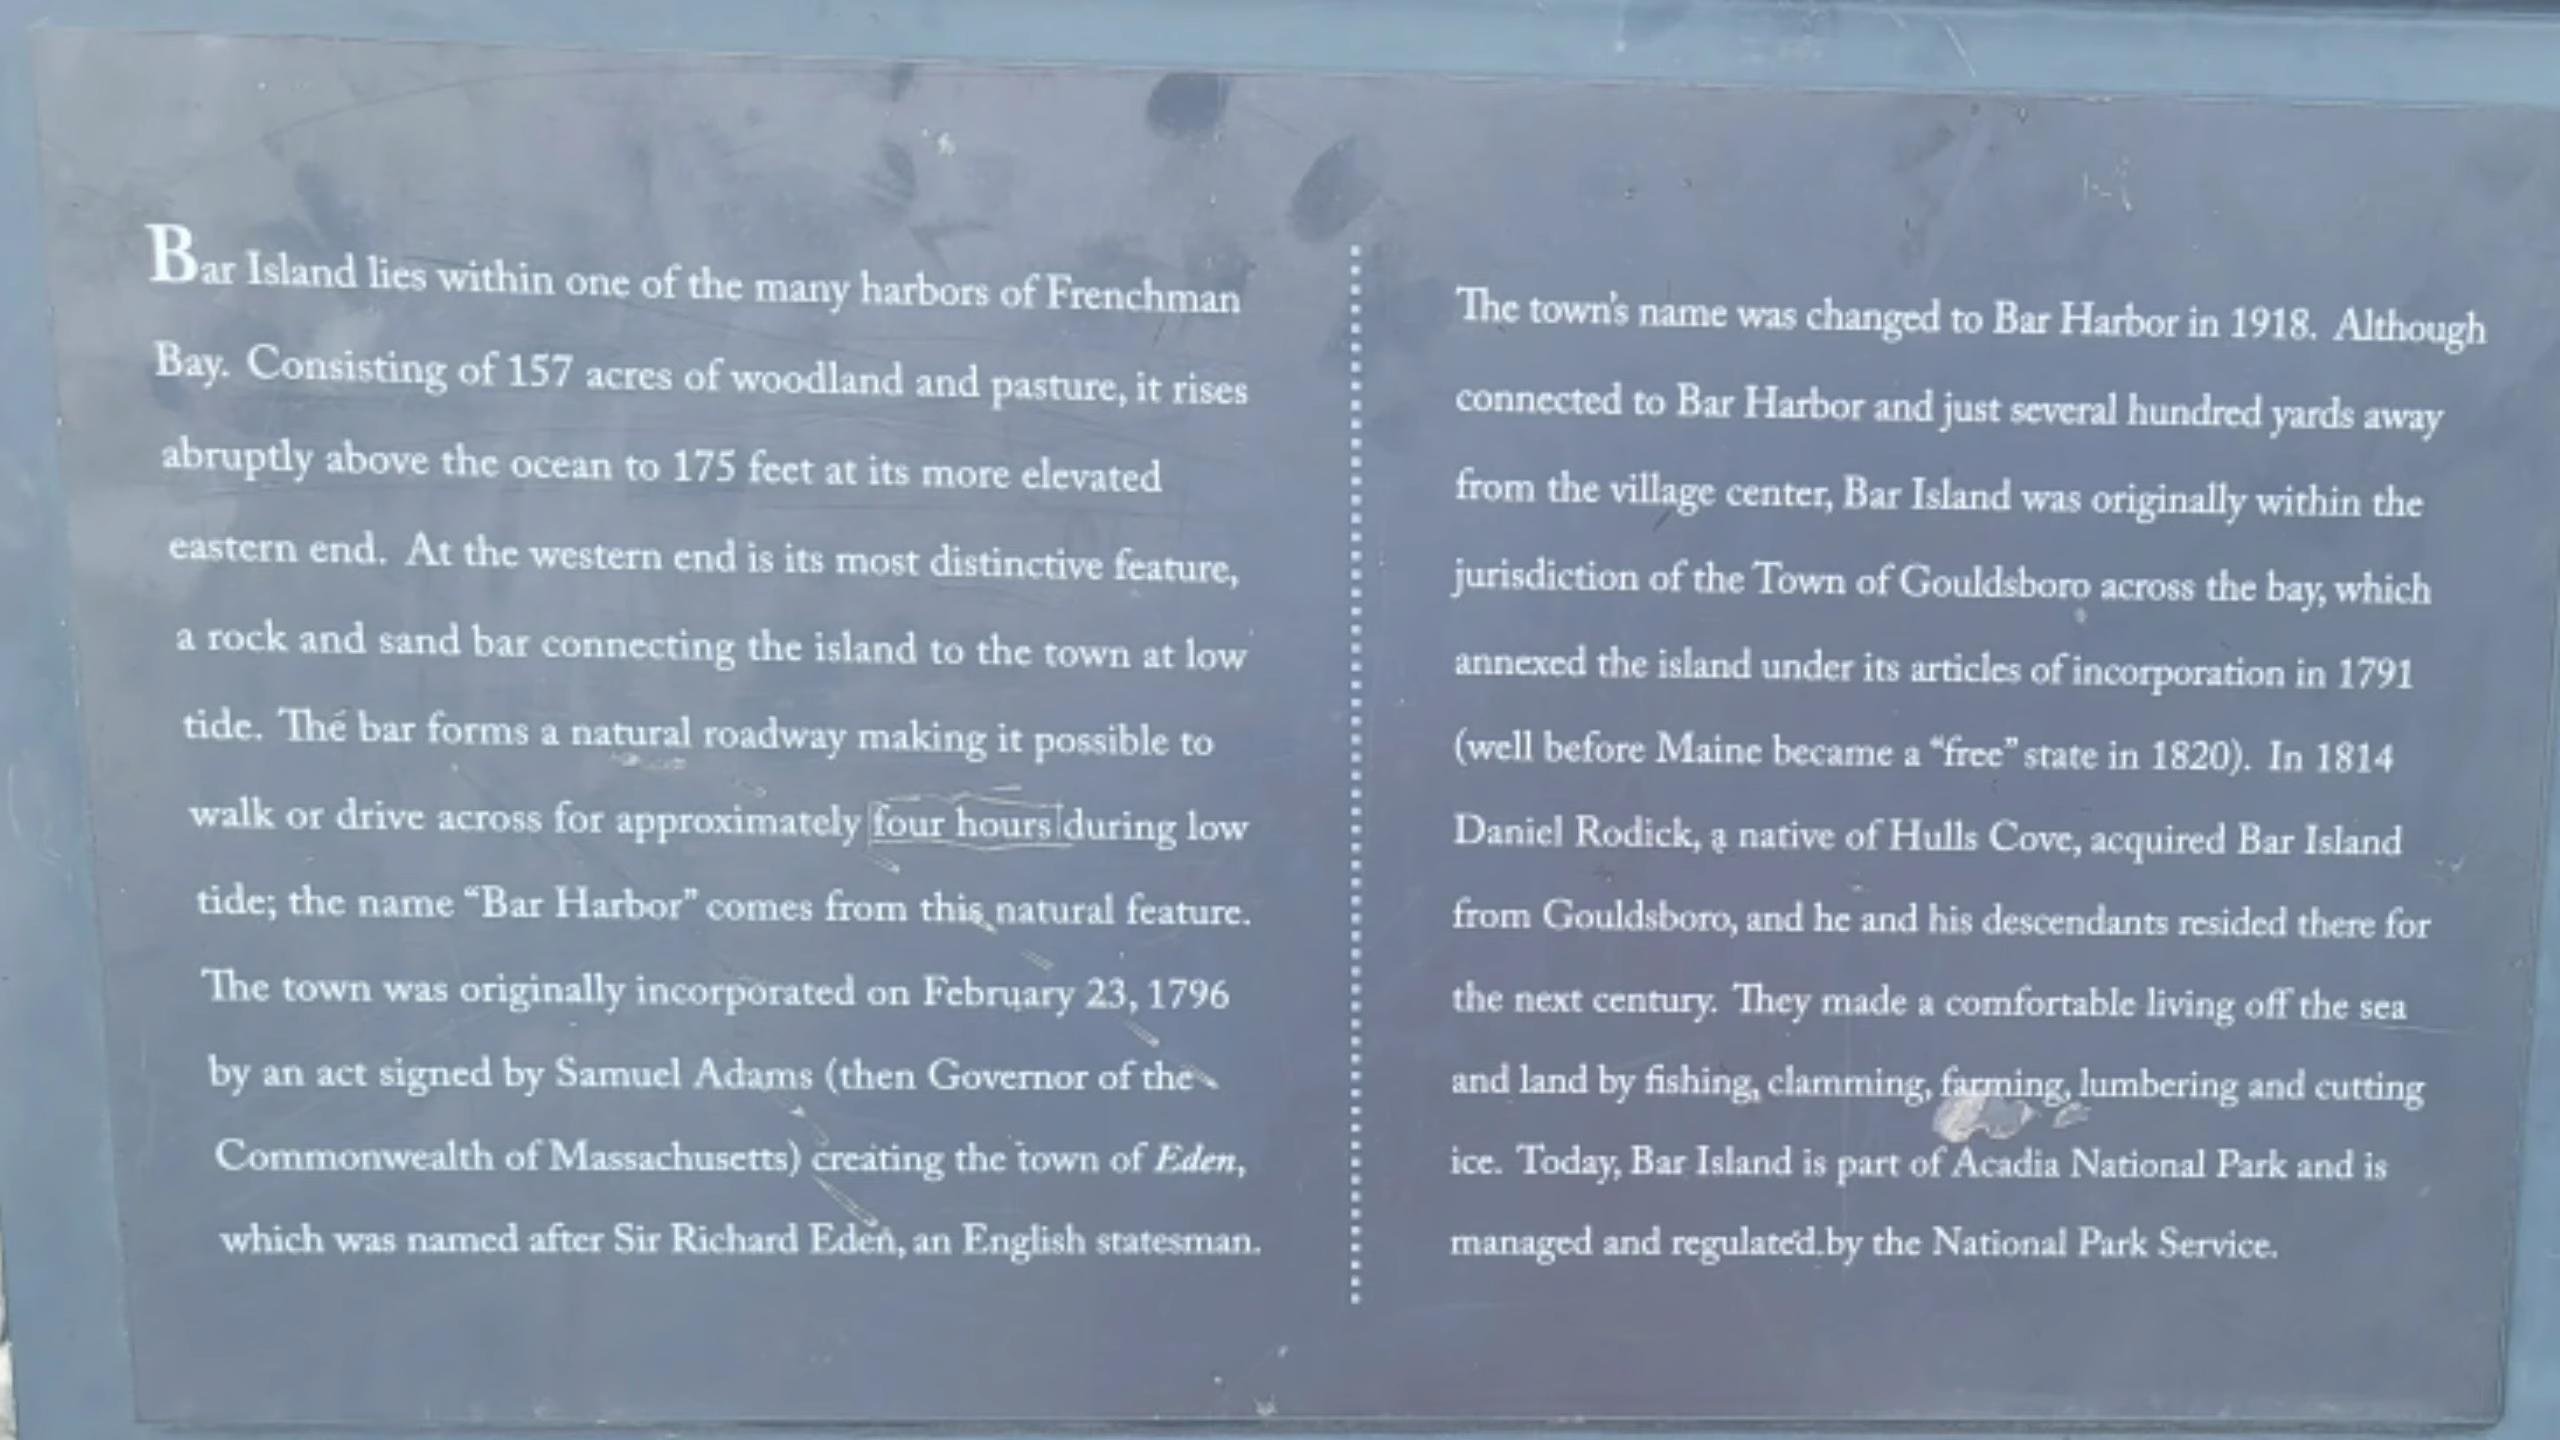 Bar Island lies within one of the many harbors of Frenchman
Bay. Consisting of 157 acres of woodland and pasture, it rises
abruptly above the ocean to 175 feet at its more elevated
eastern end. At the western end is its most distinctive feature,
a rock and sand bar connecting the island to the town at low
tide. The bar forms a natural roadway making it possible to
walk or drive across for approximately four hours during low
tide; the name “Bar Harbor” comes from this natural feature.
The town was originally incorporated on February 23, 1796
by an act signed by Samuel Adams (then Governor of the
Commonwealth of Massachusetts) creating the town of Eden,
which was named after Sir Richard Eden, an English statesman.
The town’s name was changed to Bar Harbor in 1918. Although
connected to Bar Harbor and just several hundred yards away
from the village center, Bar Island was originally within the
jurisdiction of the Town of Gouldsboro across the bay, which
annexed the island under its articles of incorporation in 1791
(well before Maine became a “free” state in 1820). In 1814
Daniel Rodick, a native of Hulls Cove, acquired Bar Island
from Gouldsboro, and he and his descendants resided there for
the next century. They made a comfortable living off the sea
and land by fishing, clamming, farming, lumbering and cutting
ice. Today, Bar Island is part of Acadia National Park and is
managed and regulated by the National Park Service.